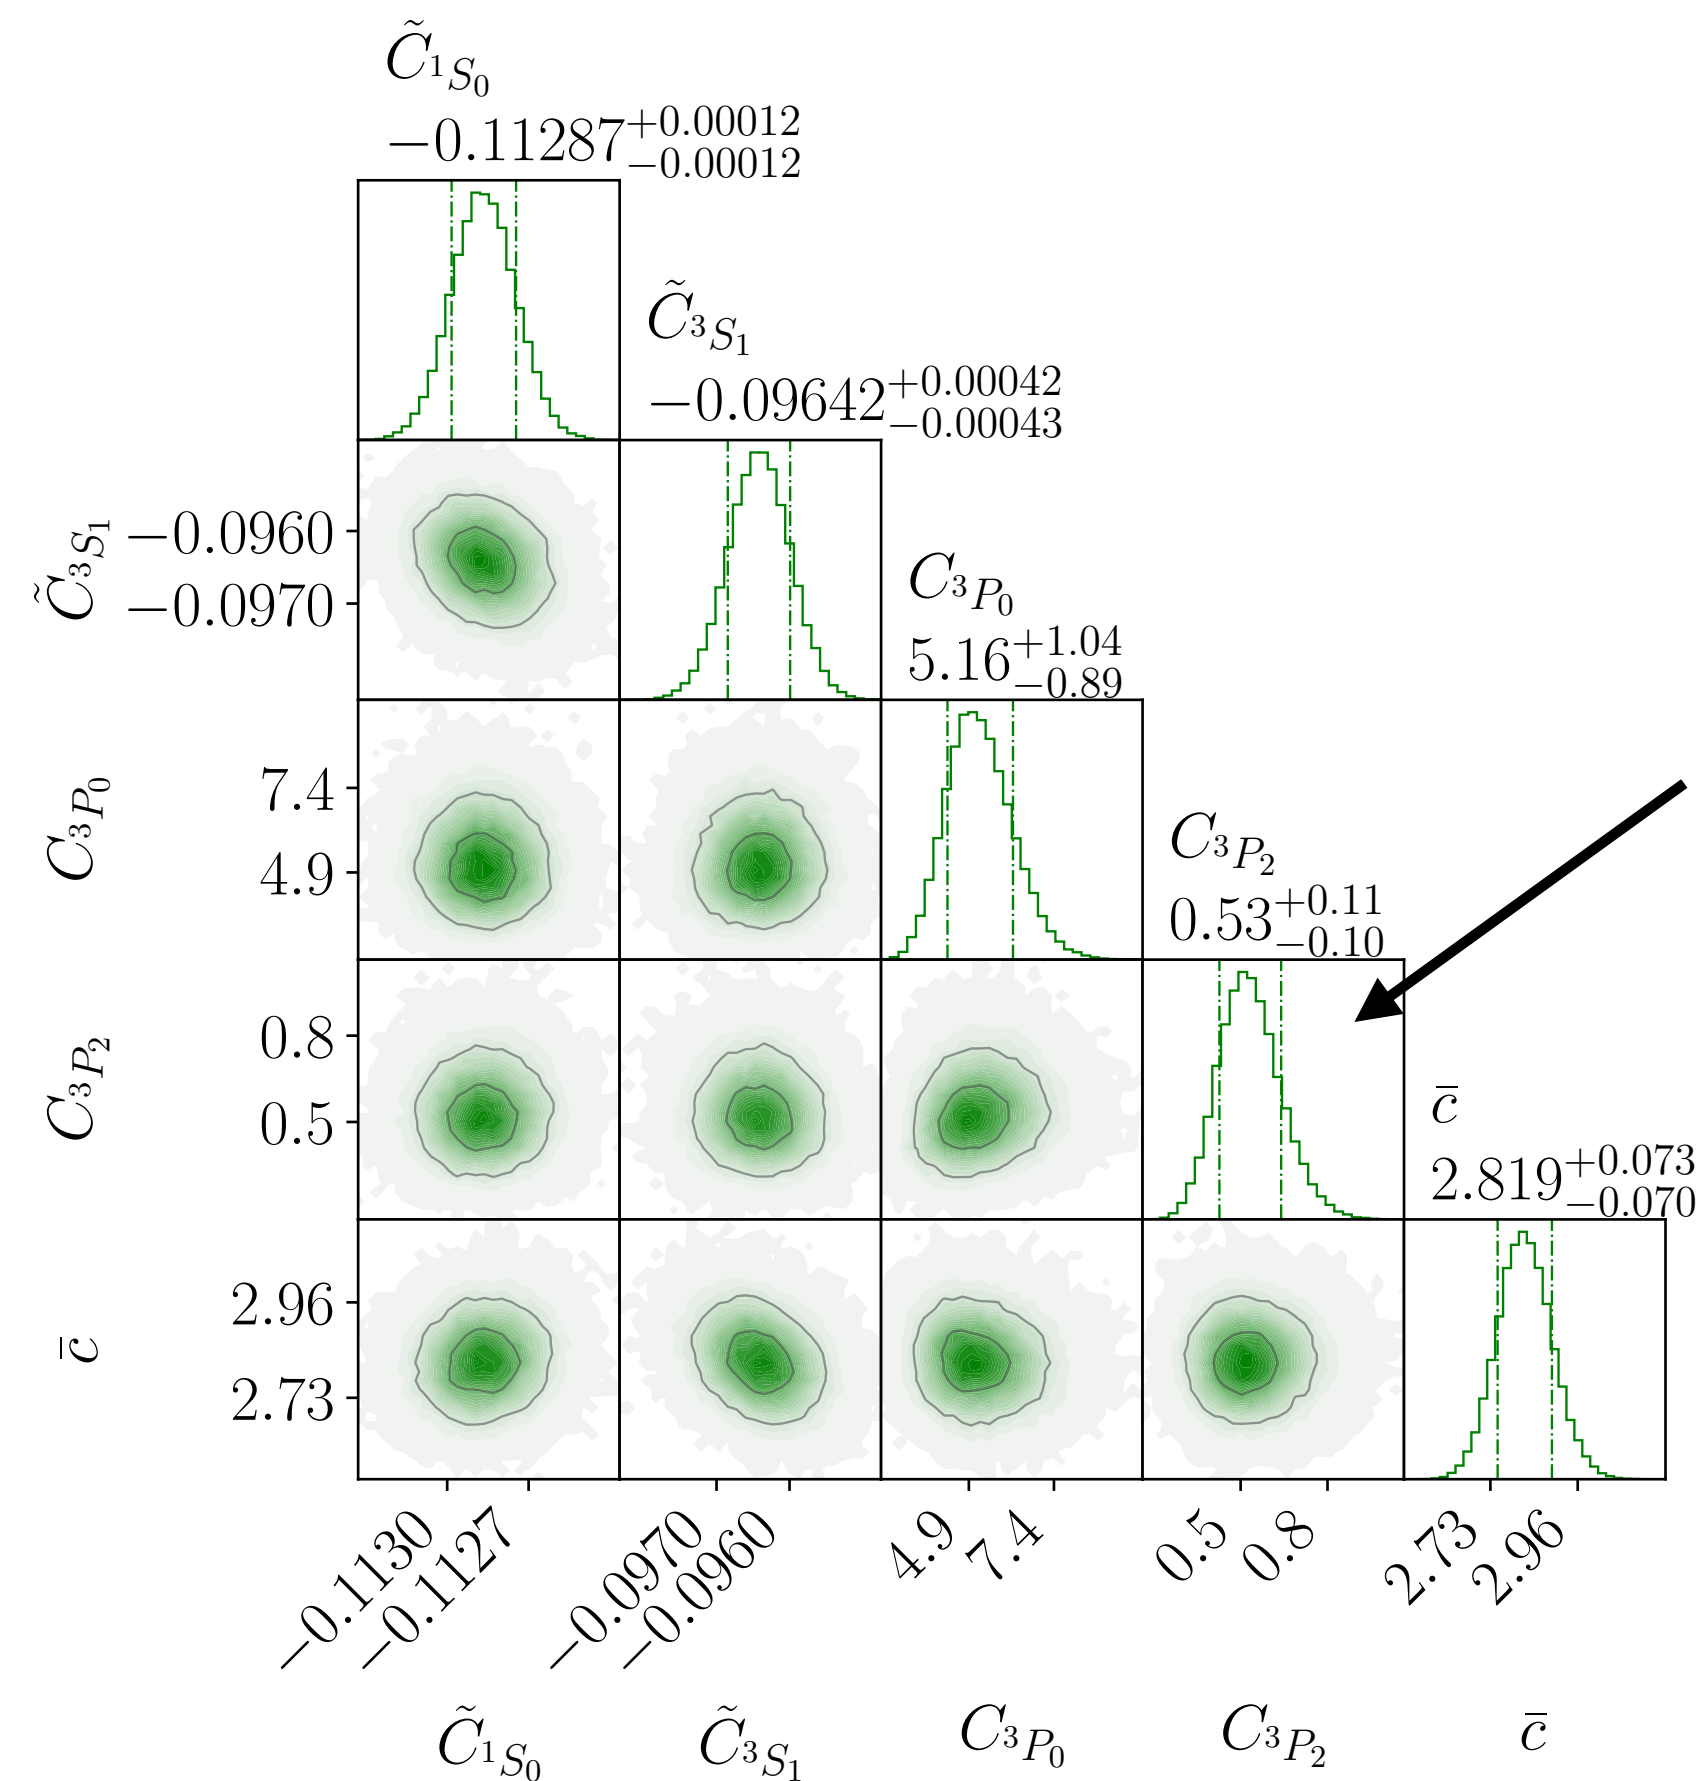 C̃₁S₀
−0.11287 +0.00012 −0.00012
C̃₃S₁
−0.09642 +0.00042 −0.00043
C₃P₀
5.16 +1.04 −0.89
C₃P₂
0.53 +0.11 −0.10
c̄
2.819 +0.073 −0.070
C̃₃S₁
−0.0960
−0.0970
C₃P₀
7.4
4.9
C₃P₂
0.8
0.5
c̄
2.96
2.73
−0.1130 −0.1127 −0.0970 −0.0960 4.9 7.4 0.5 0.8 2.73 2.96
C̃₁S₀ C̃₃S₁ C₃P₀ C₃P₂ c̄